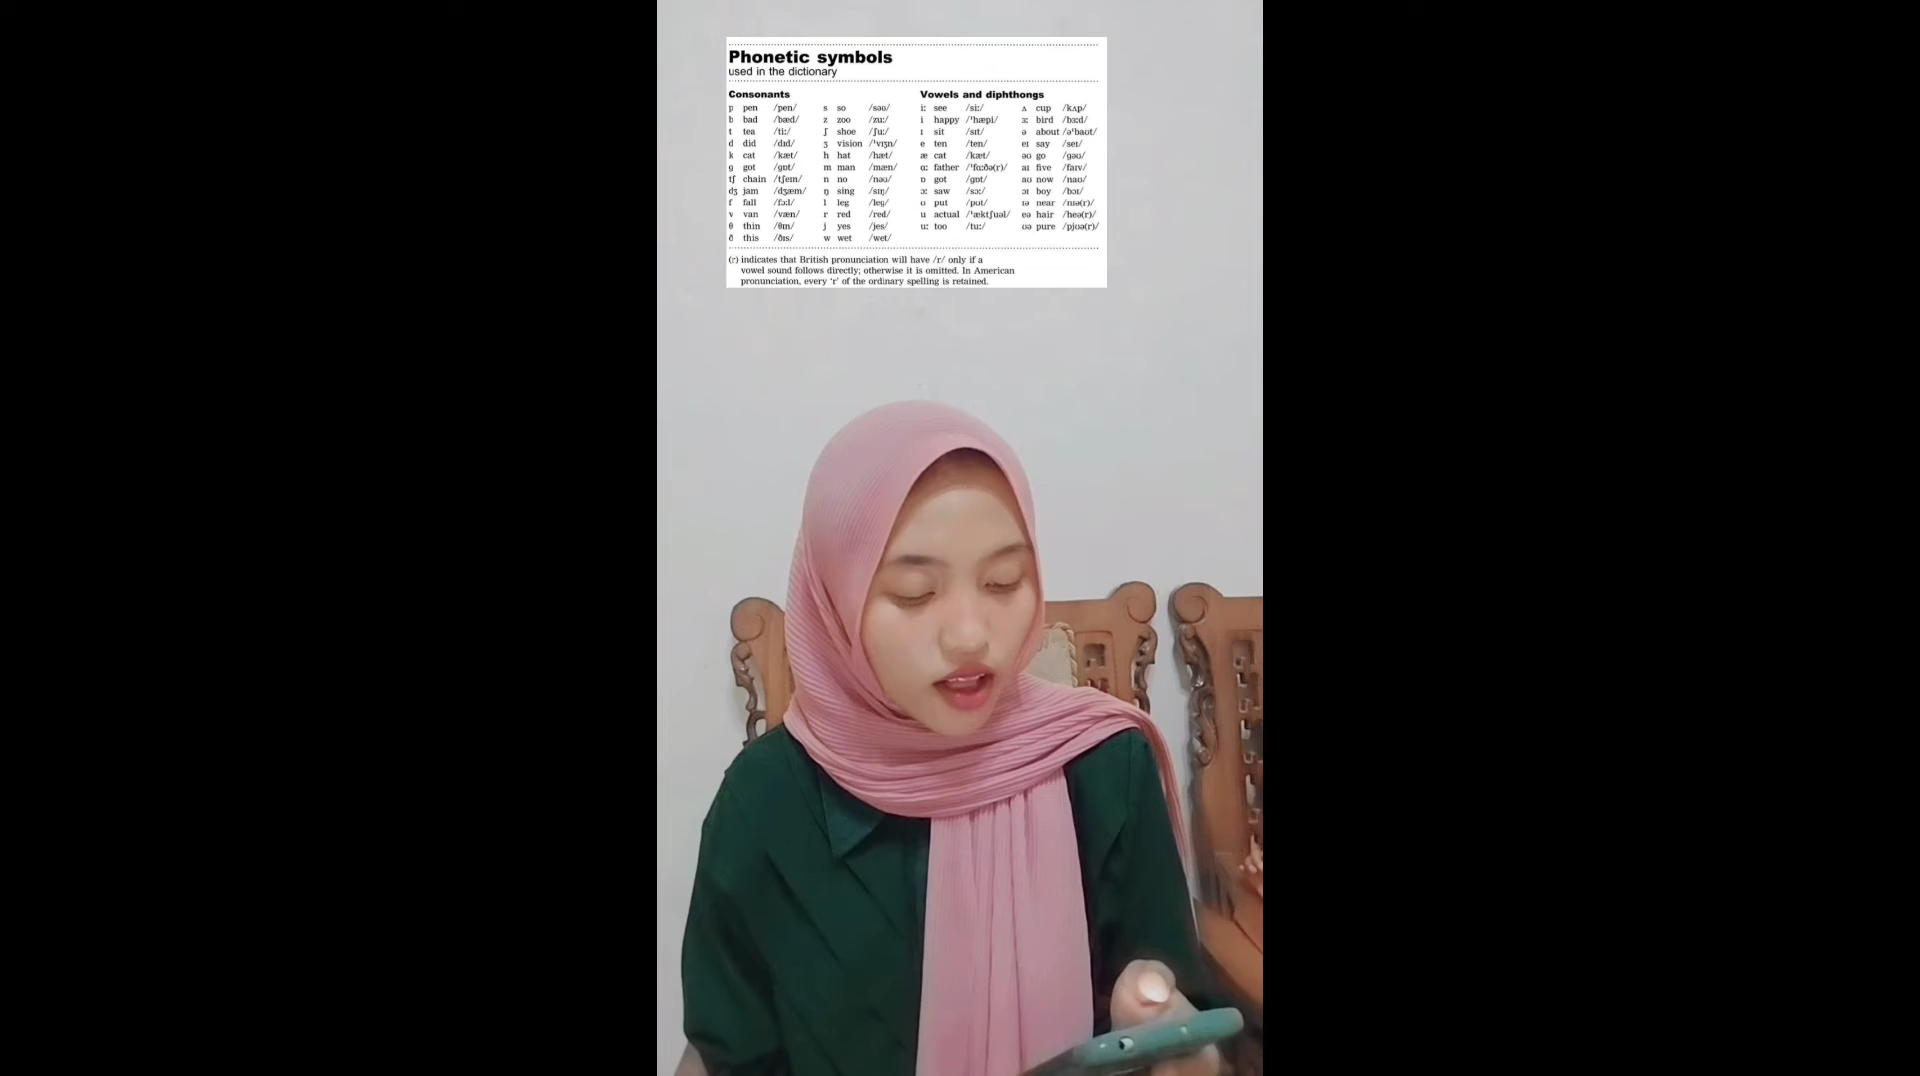 Phonetic symbols
used in the dictionary
Consonants
p pen /pen/
b bad /bæd/
t tea /tiː/
d did /dɪd/
k cat /kæt/
g got /gɒt/
tʃ chain /tʃeɪn/
dʒ jam /dʒæm/
f fall /fɔːl/
v van /væn/
θ thin /θɪn/
ð this /ðɪs/
s so /səʊ/
z zoo /zuː/
ʃ shoe /ʃuː/
ʒ vision /ˈvɪʒn/
h hat /hæt/
m man /mæn/
n no /nəʊ/
ŋ sing /sɪŋ/
l leg /leg/
r red /red/
j yes /jes/
w wet /wet/
Vowels and diphthongs
iː see /siː/
i happy /ˈhæpi/
ɪ sit /sɪt/
e ten /ten/
æ cat /kæt/
ɑː father /ˈfɑːðə(r)/
ɒ got /gɒt/
ɔː saw /sɔː/
ʊ put /pʊt/
u actual /ˈæktʃuəl/
uː too /tuː/
ʌ cup /kʌp/
ɜː bird /bɜːd/
ə about /əˈbaʊt/
eɪ say /seɪ/
əʊ go /gəʊ/
aɪ five /faɪv/
aʊ now /naʊ/
ɔɪ boy /bɔɪ/
ɪə near /nɪə(r)/
eə hair /heə(r)/
ʊə pure /pjʊə(r)/
(r) indicates that British pronunciation will have /r/ only if a
vowel sound follows directly; otherwise it is omitted. In American
pronunciation, every ‘r’ of the ordinary spelling is retained.